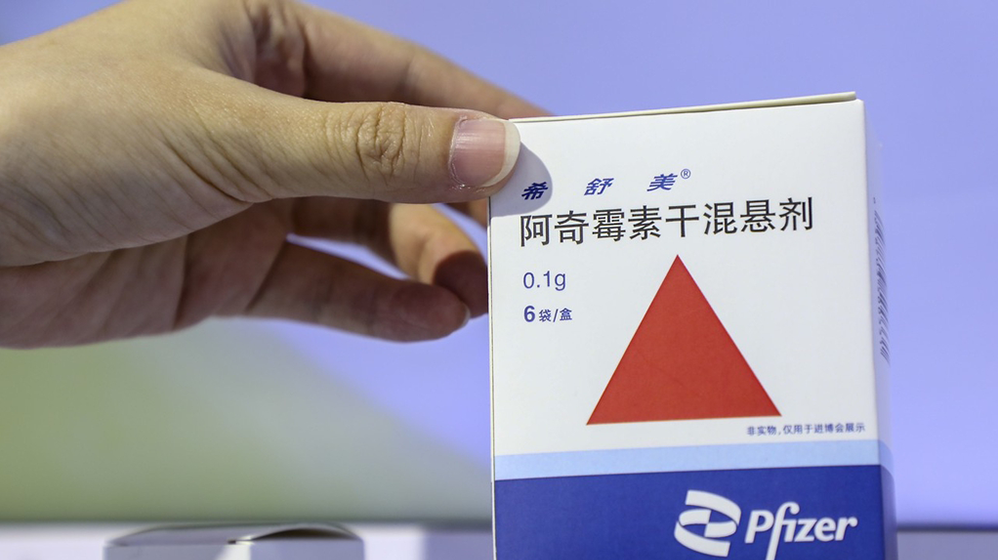 希舒美®
阿奇霉素干混悬剂
0.1g
6袋/盒
非实物,仅用于进博会展示
Pfizer